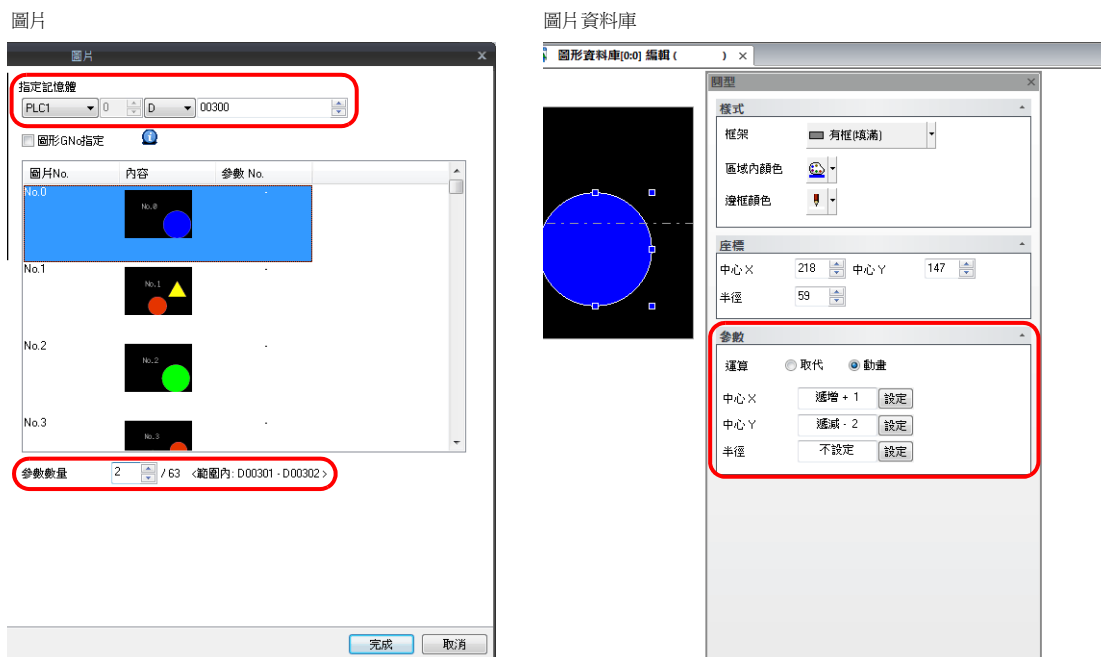 圖片
圖片
×
指定記憶體
PLC1 0 D 00300
圖形GNo指定
圖片No. 內容 參數 No.
No.0
No.0
-
No.1
No.1
-
No.2
No.2
-
No.3
No.3
-
參數數量 2 / 63 <範圍內: D00301 - D00302>
完成 取消
圖片資料庫
圖形資料庫[0:0] 編輯 ( ) ×
圓型 ×
樣式
框架 有框(填滿)
區域內顏色
邊框顏色
座標
中心 X 218 中心 Y 147
半徑 59
參數
運算 取代 動畫
中心 X 遞增 + 1 設定
中心 Y 遞減 - 2 設定
半徑 不設定 設定